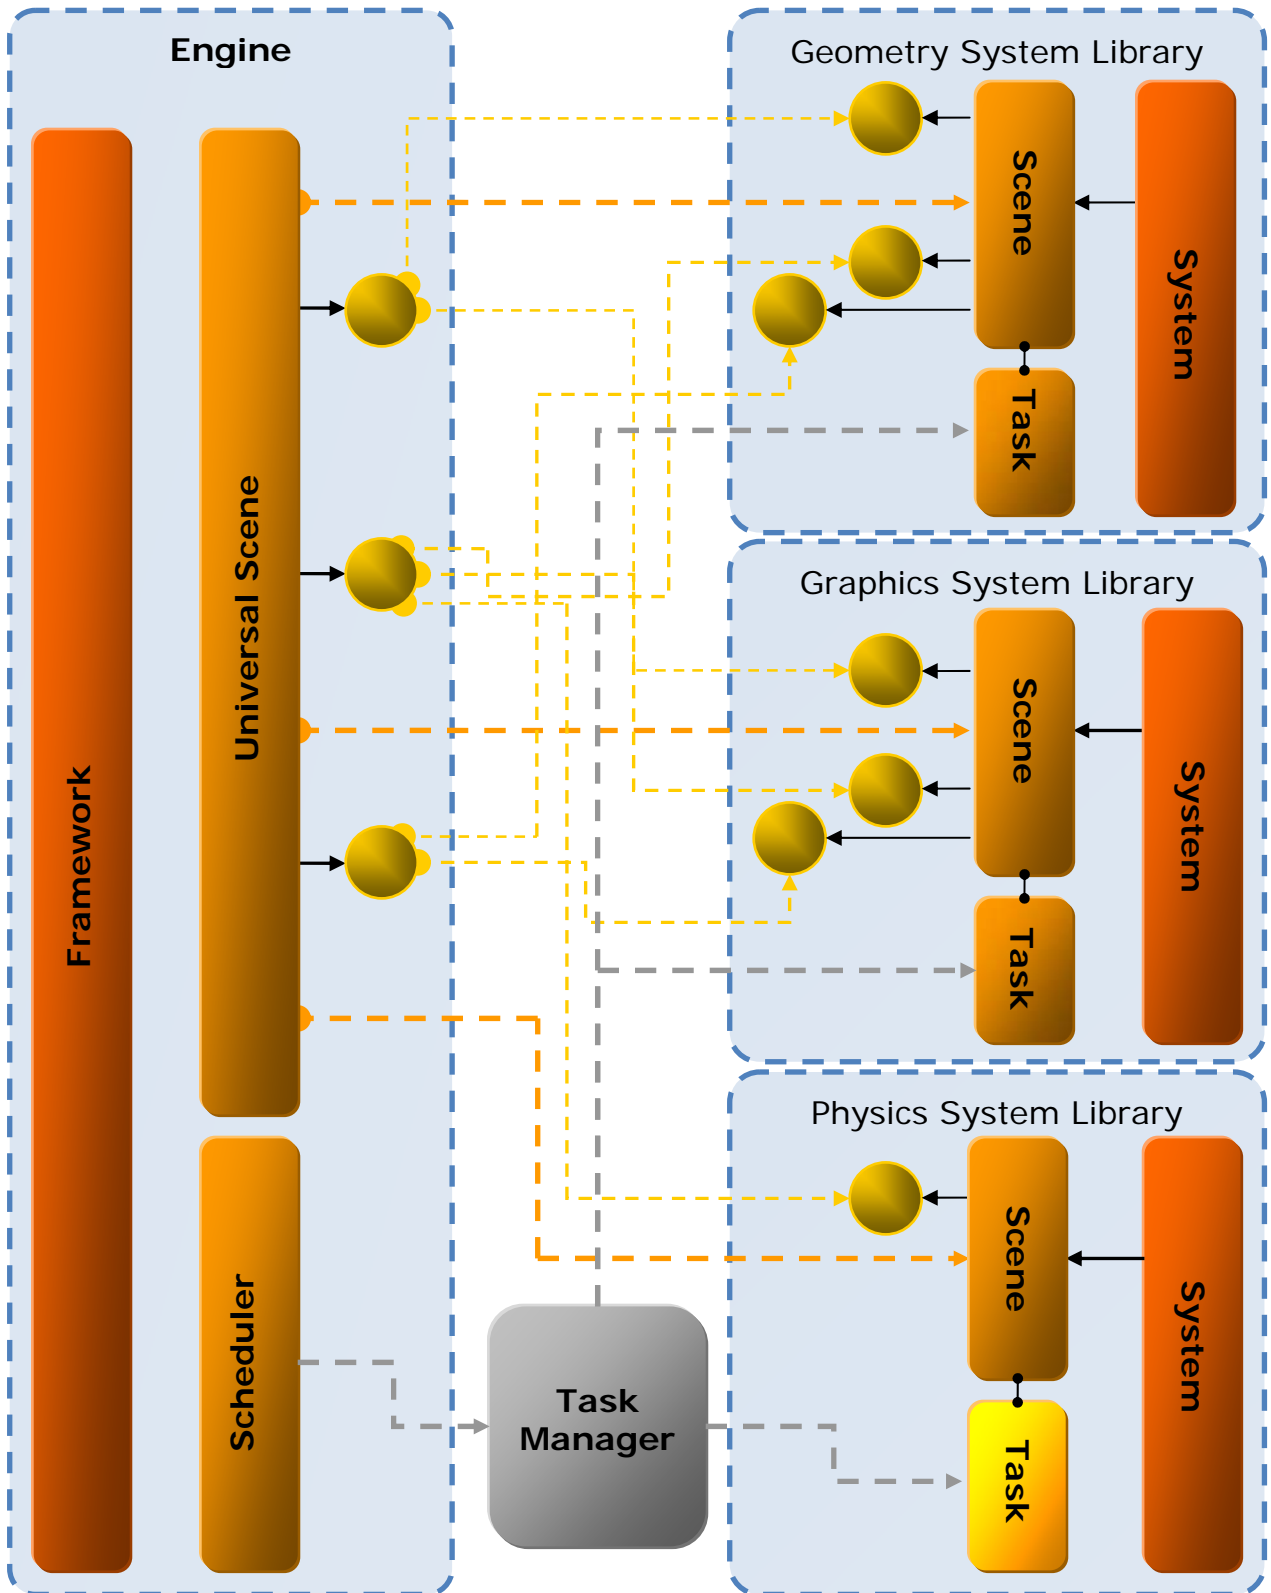 Engine
Framework
Universal Scene
Scheduler
Task
Manager
Geometry System Library
Scene
Task
System
Graphics System Library
Scene
Task
System
Physics System Library
Scene
Task
System